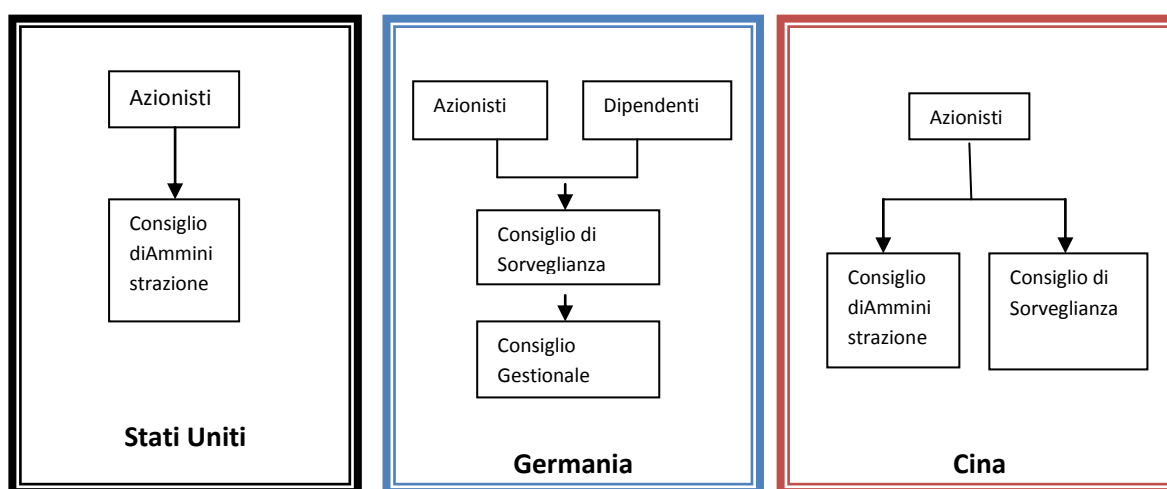 Azionisti
Consiglio
diAmmini
strazione
Stati Uniti
Azionisti
Dipendenti
Consiglio di
Sorveglianza
Consiglio
Gestionale
Germania
Azionisti
Consiglio
diAmmini
strazione
Consiglio di
Sorveglianza
Cina